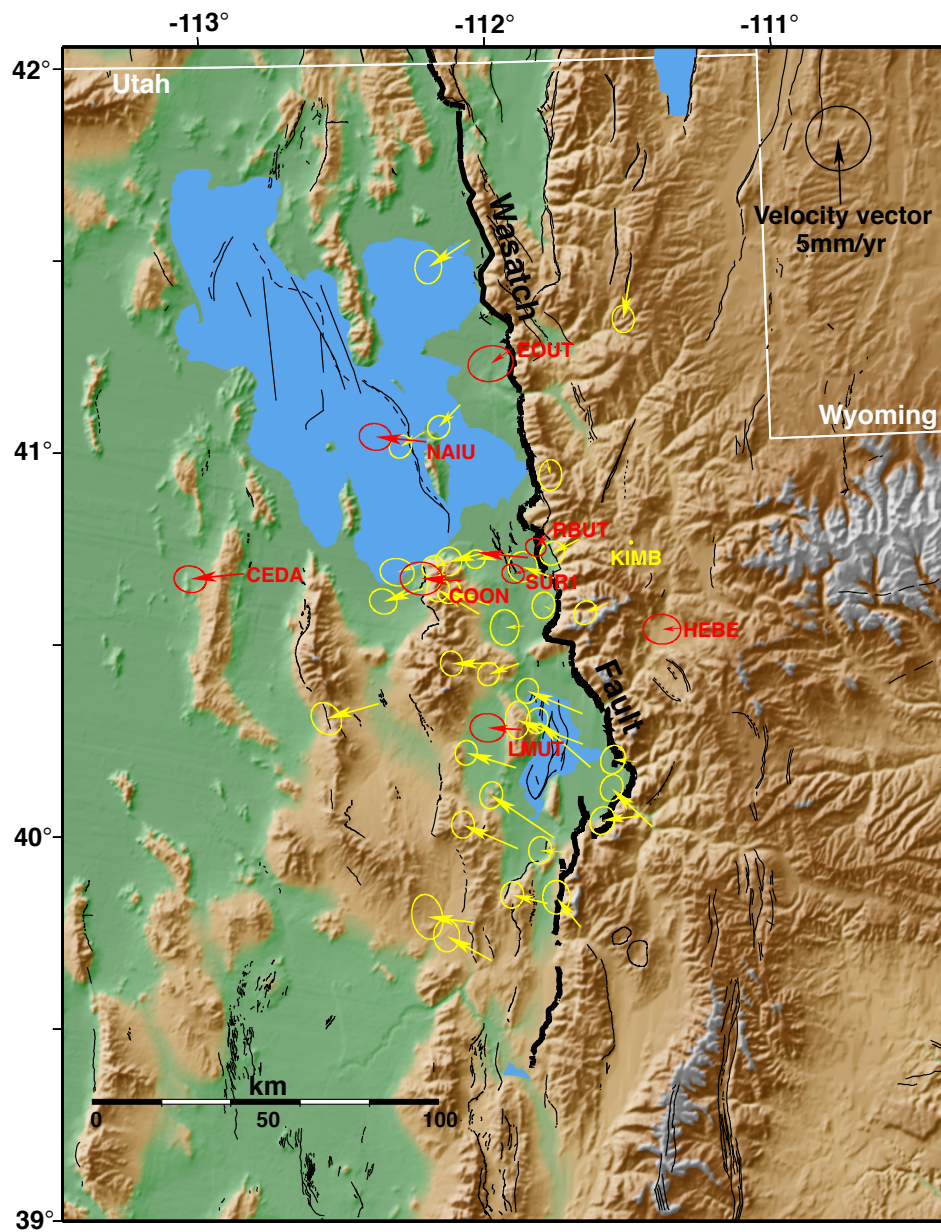 -113°
-112°
-111°
42°
Utah
Wasatch
Velocity vector
5mm/yr
EOUT
Wyoming
41°
NAIU
RBUT
KIMB
SUR1
CEDA
COON
HEBE
Fault
LMUT
40°
km
0
50
100
39°